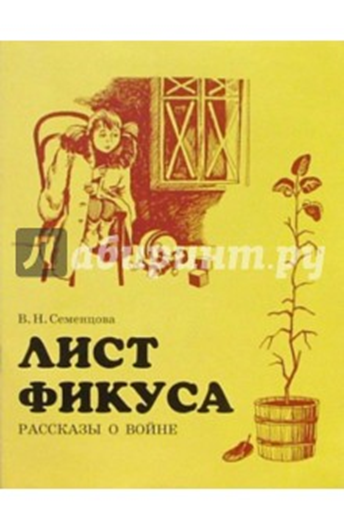 Лабиринт.ру
В. Н. Семенцова
ЛИСТ
ФИКУСА
РАССКАЗЫ О ВОЙНЕ